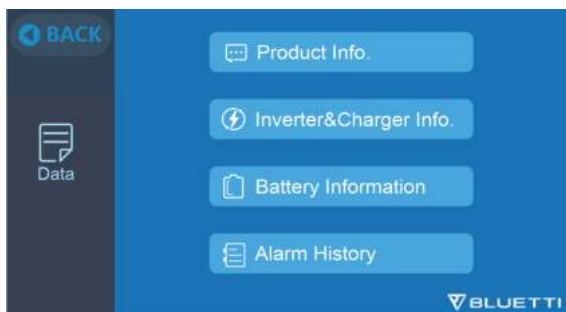 BACK
Data
Product Info.
Inverter&Charger Info.
Battery Information
Alarm History
BLUETTI